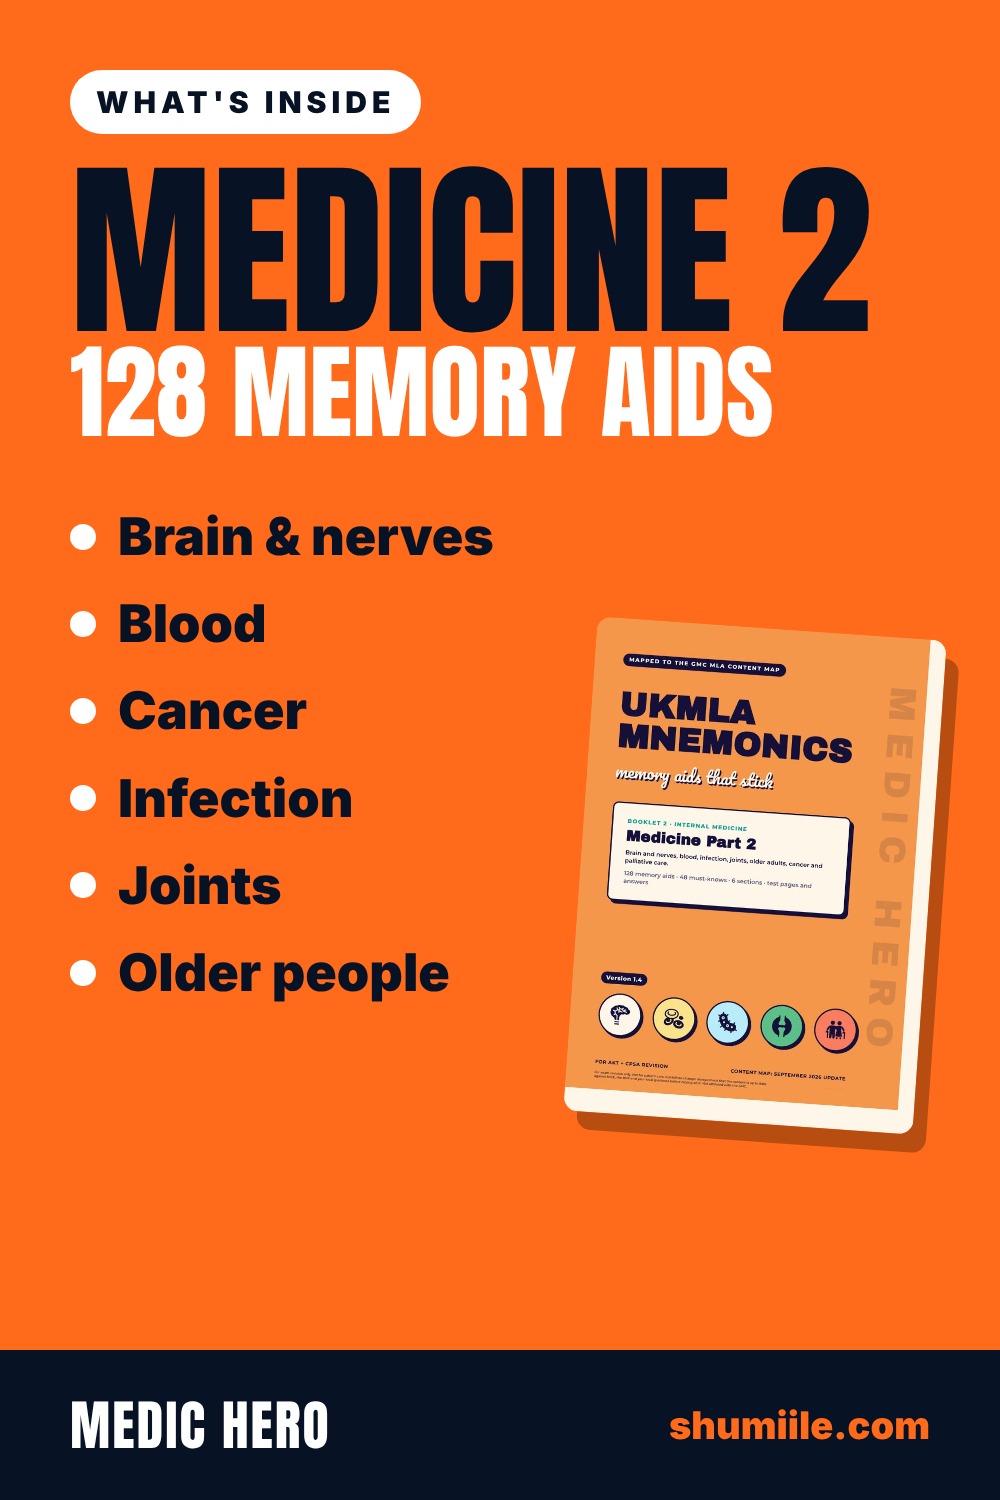 WHAT'S INSIDE
MEDICINE 2
128 MEMORY AIDS
Brain & nerves
Blood
Cancer
Infection
Joints
Older people
MAPPED TO THE GMC MLA CONTENT MAP
UKMLA
MNEMONICS
memory aids that stick
BOOKLET 2 · INTERNAL MEDICINE
Medicine Part 2
Brain and nerves, blood, infection, joints, older adults, cancer and
palliative care.
128 memory aids · 48 must-knows · 6 sections · test pages and
answers
MEDIC HERO
Version 1.4
FOR AKT + CPSA REVISION
CONTENT MAP: SEPTEMBER 2026 UPDATE
MEDIC HERO
shumiile.com